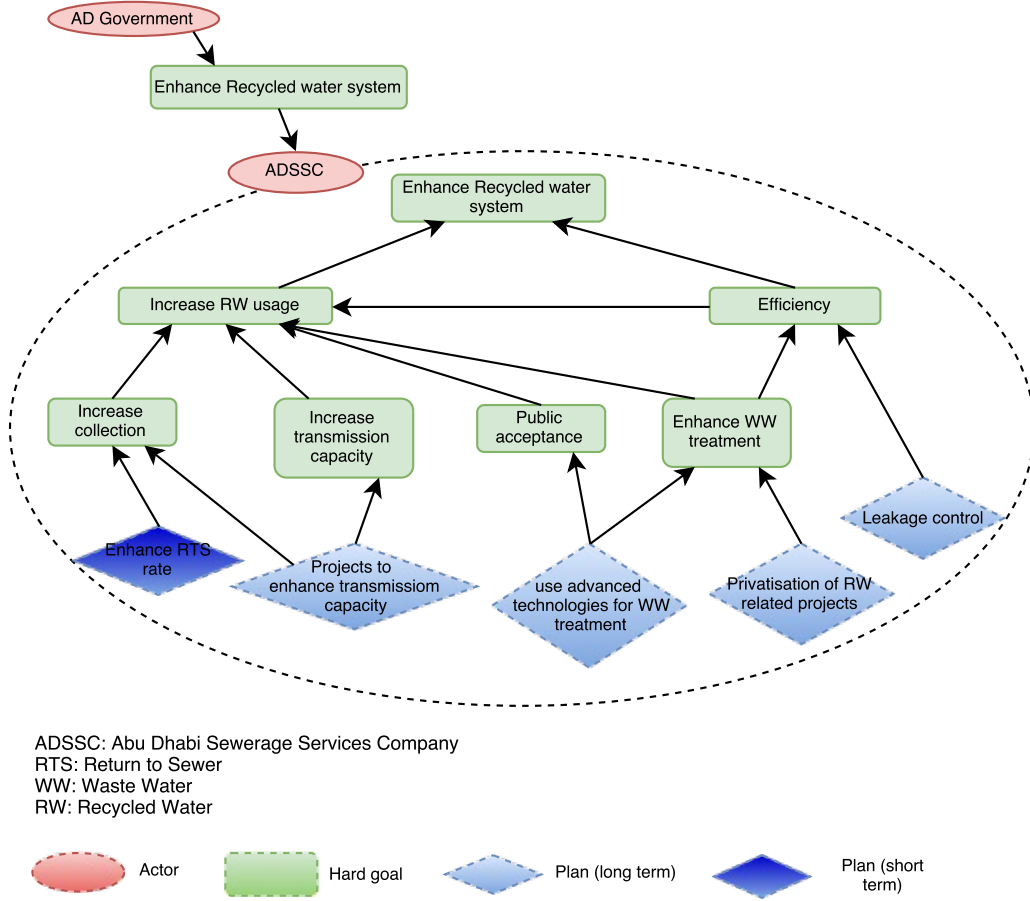 AD Government
Enhance Recycled water system
ADSSC
Enhance Recycled water
system
Increase RW usage
Efficiency
Increase
collection
Increase
transmission
capacity
Public
acceptance
Enhance WW
treatment
Leakage control
Enhance RTS
rate
Projects to
enhance transmissiom
capacity
use advanced
technologies for WW
treatment
Privatisation of RW
related projects
ADSSC: Abu Dhabi Sewerage Services Company
RTS: Return to Sewer
WW: Waste Water
RW: Recycled Water
Actor
Hard goal
Plan (long term)
Plan (short
term)